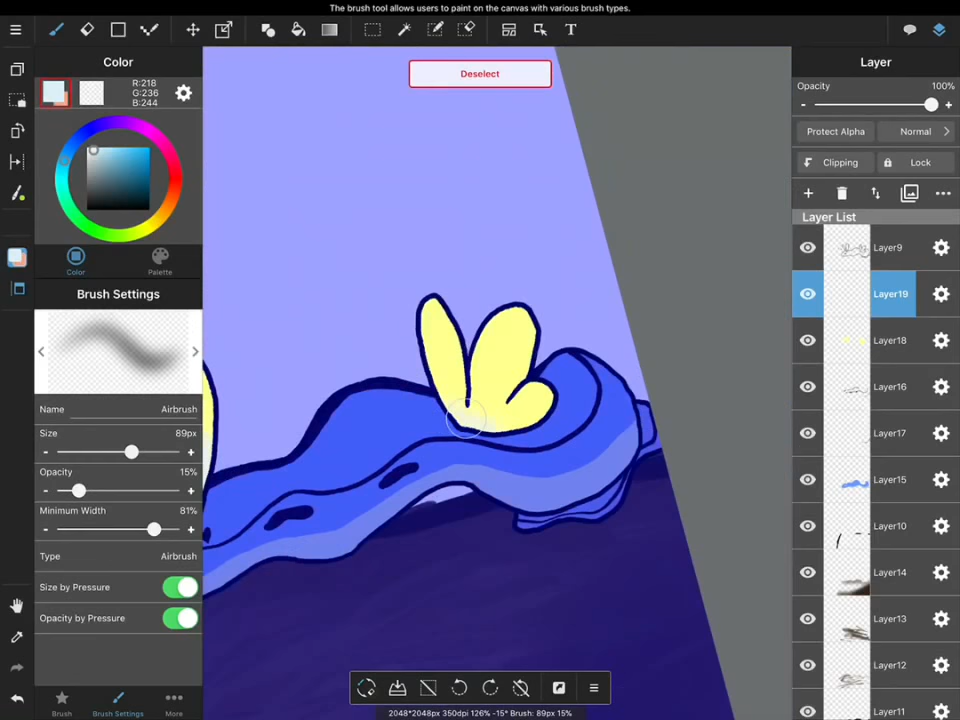 The brush tool allows users to paint on the canvas with various brush types.
T
Color
R:218
G:236
B:244
Color
Palette
Brush Settings
Name
Airbrush
Size
89px
-
+
Opacity
15%
-
+
Minimum Width
81%
-
+
Type
Airbrush
Size by Pressure
Opacity by Pressure
Brush
Brush Settings
More
Deselect
2048*2048px 350dpi 126% -15° Brush: 89px 15%
Layer
Opacity
100%
-
+
Protect Alpha
Normal
Clipping
Lock
Layer List
Layer9
Layer19
Layer18
Layer16
Layer17
Layer15
Layer10
Layer14
Layer13
Layer12
Layer11